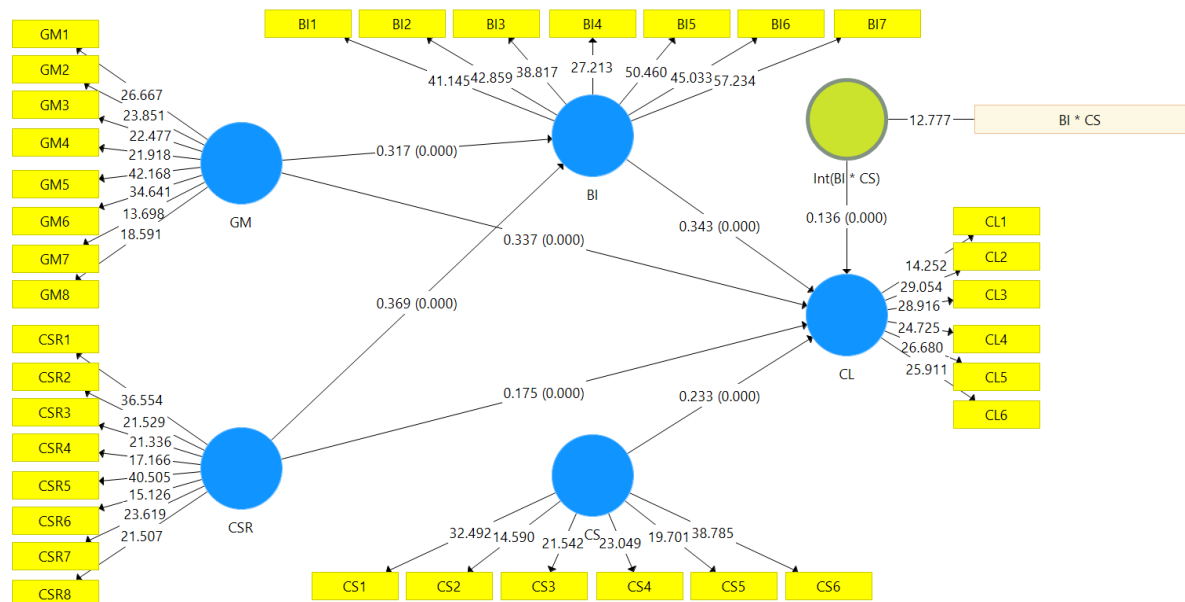 BI1
BI2
BI3
BI4
BI5
BI6
BI7
GM1
GM2
GM3
GM4
GM5
GM6
GM7
GM8
26.667
23.851
22.477
21.918
42.168
34.641
13.698
18.591
GM
41.145
42.859
38.817
27.213
50.460
45.033
57.234
BI
12.777
BI * CS
Int(BI * CS)
0.317 (0.000)
0.136 (0.000)
0.343 (0.000)
0.337 (0.000)
0.369 (0.000)
0.175 (0.000)
0.233 (0.000)
CL1
CL2
CL3
CL4
CL5
CL6
14.252
29.054
28.916
24.725
26.680
25.911
CL
CSR1
CSR2
CSR3
CSR4
CSR5
CSR6
CSR7
CSR8
36.554
21.529
21.336
17.166
40.505
15.126
23.619
21.507
CSR
CS
32.492
14.590
21.542
23.049
19.701
38.785
CS1
CS2
CS3
CS4
CS5
CS6